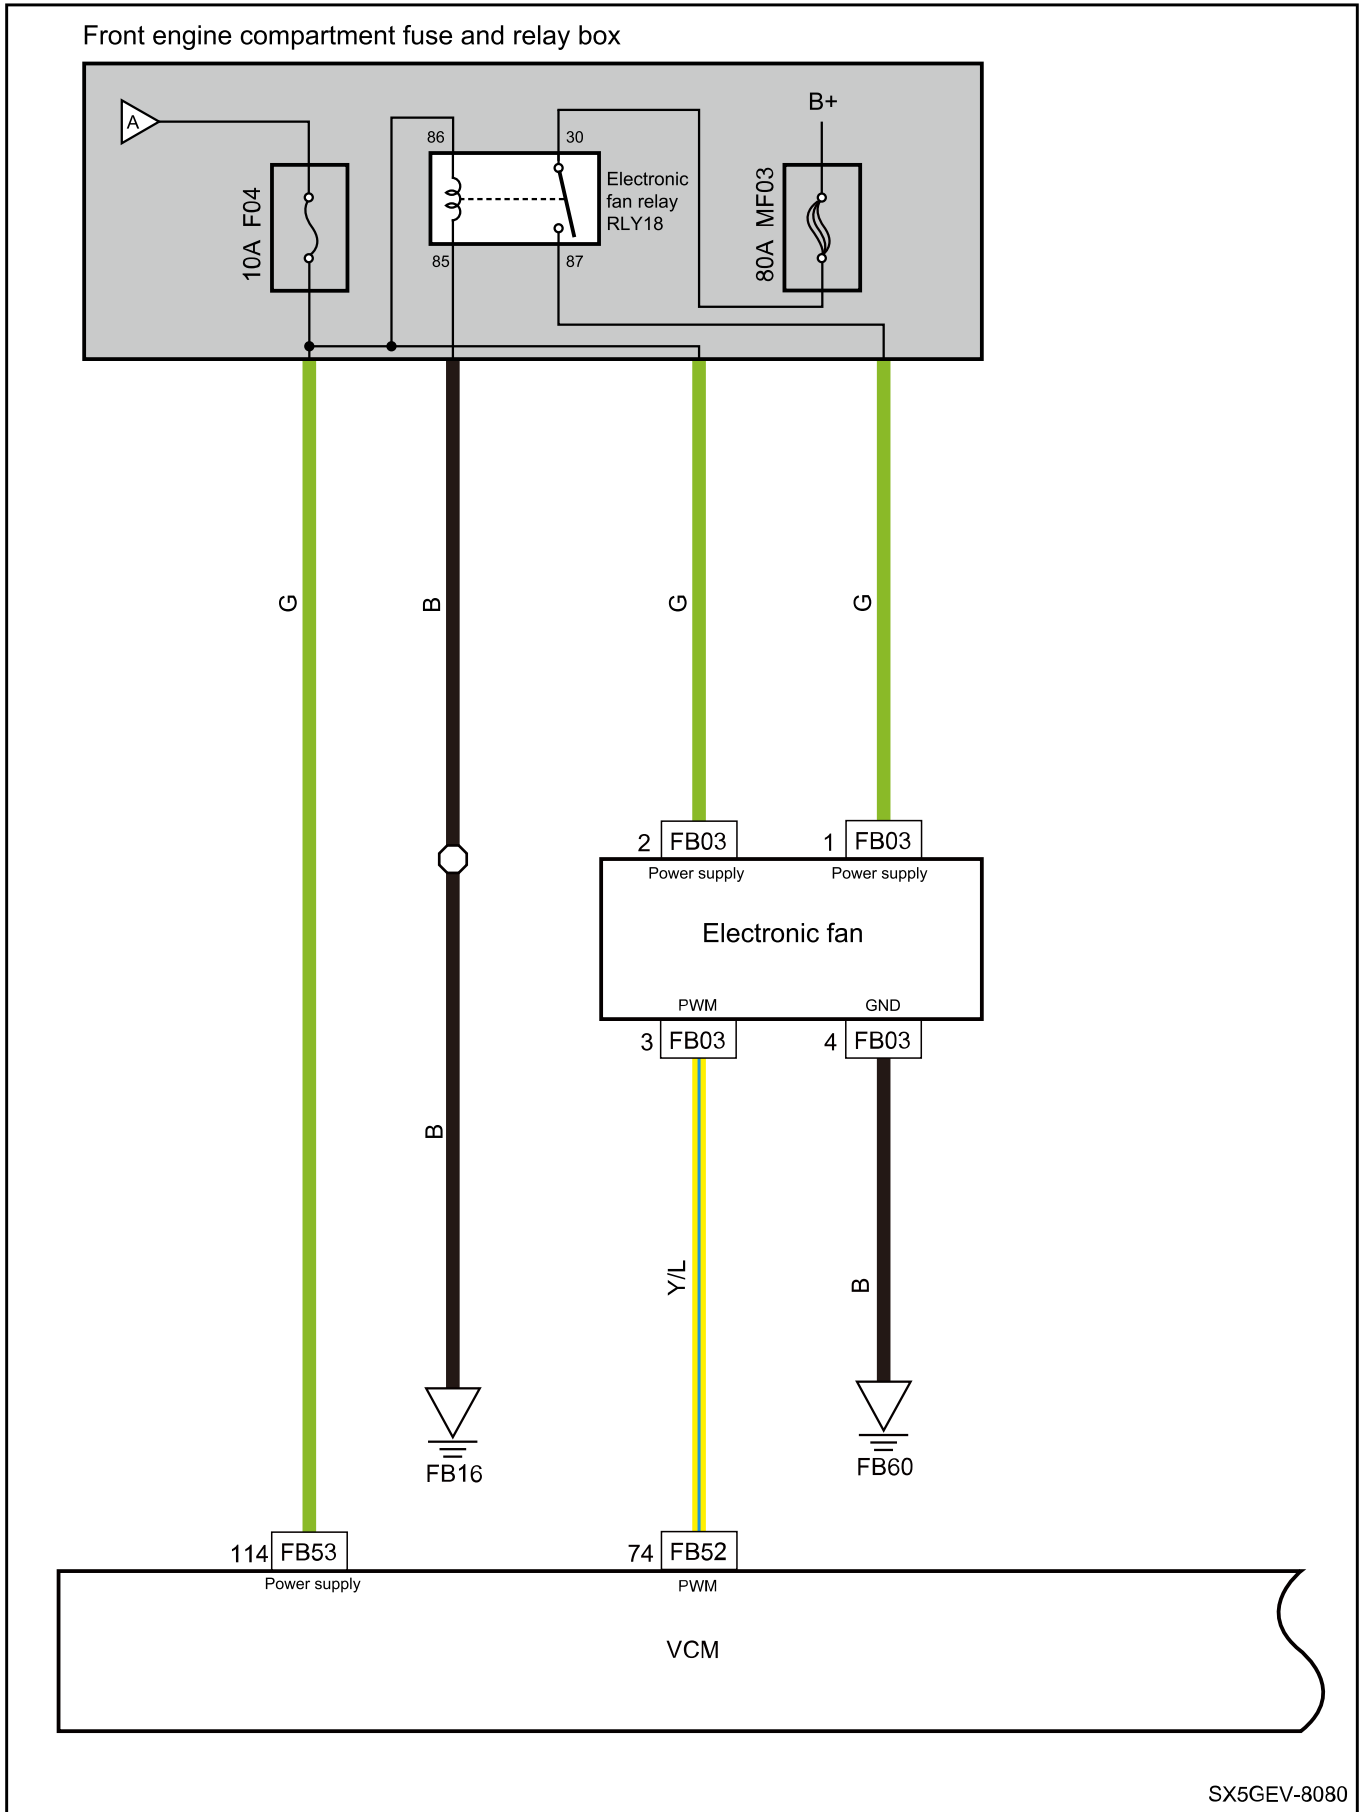 Front engine compartment fuse and relay box
B+
A
86
30
10A F04
Electronic
fan relay
RLY18
80A MF03
85
87
G
B
G
G
2
FB03
1
FB03
Power supply
Power supply
Electronic fan
PWM
GND
3
FB03
4
FB03
B
Y/L
B
FB16
FB60
114
FB53
74
FB52
Power supply
PWM
VCM
SX5GEV-8080